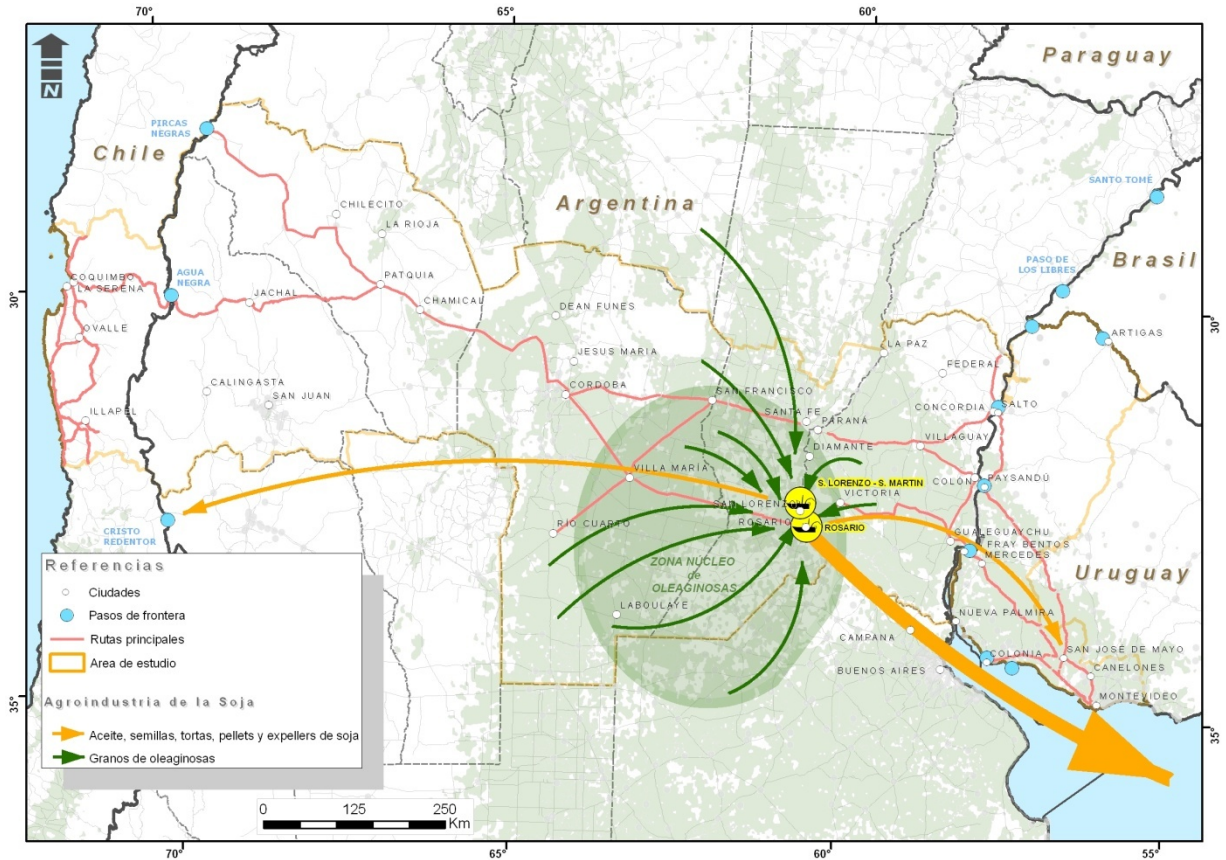 70°
65°
60°
Paraguay
PIRCAS
NEGRAS
Chile
SANTO TOMÉ
CHILECITO
Argentina
LA RIOJA
PASO DE
LOS LIBRES
Brasil
AGUA
NEGRA
PATQUIA
COQUIMBO
LA SERENA
JACHAL
CHAMICAL
30°
30°
DEAN FUNES
OVALLE
ARTIGAS
LA PAZ
JESUS MARIA
FEDERAL
CALINGASTA
CORDOBA
SAN JUAN
SAN FRANCISCO
CONCORDIA
SALTO
ILLAPEL
SANTA FE
PARANÁ
VILLAGUAY
DIAMANTE
VILLA MARÍA
COLON
PAYSANDÚ
S. LORENZO - S. MARTIN
SAN LORENZO
VICTORIA
CRISTO
REDENTOR
RÍO CUARTO
ROSARIO
ROSARIO
GUALEGUAYCHU
FRAY BENTOS
MERCEDES
ZONA NÚCLEO
de
OLEAGINOSAS
Uruguay
LABOULAYE
NUEVA PALMIRA
CAMPANA
COLONIA
SAN JOSÉ DE MAYO
BUENOS AIRES
CANELONES
MONTEVIDEO
35°
35°
Referencias
Ciudades
Pasos de frontera
Rutas principales
Area de estudio
Agroindustria de la Soja
Aceite, semillas, tortas, pellets y expellers de soja
Granos de oleaginosas
0 125 250
Km
70°
65°
60°
55°
N